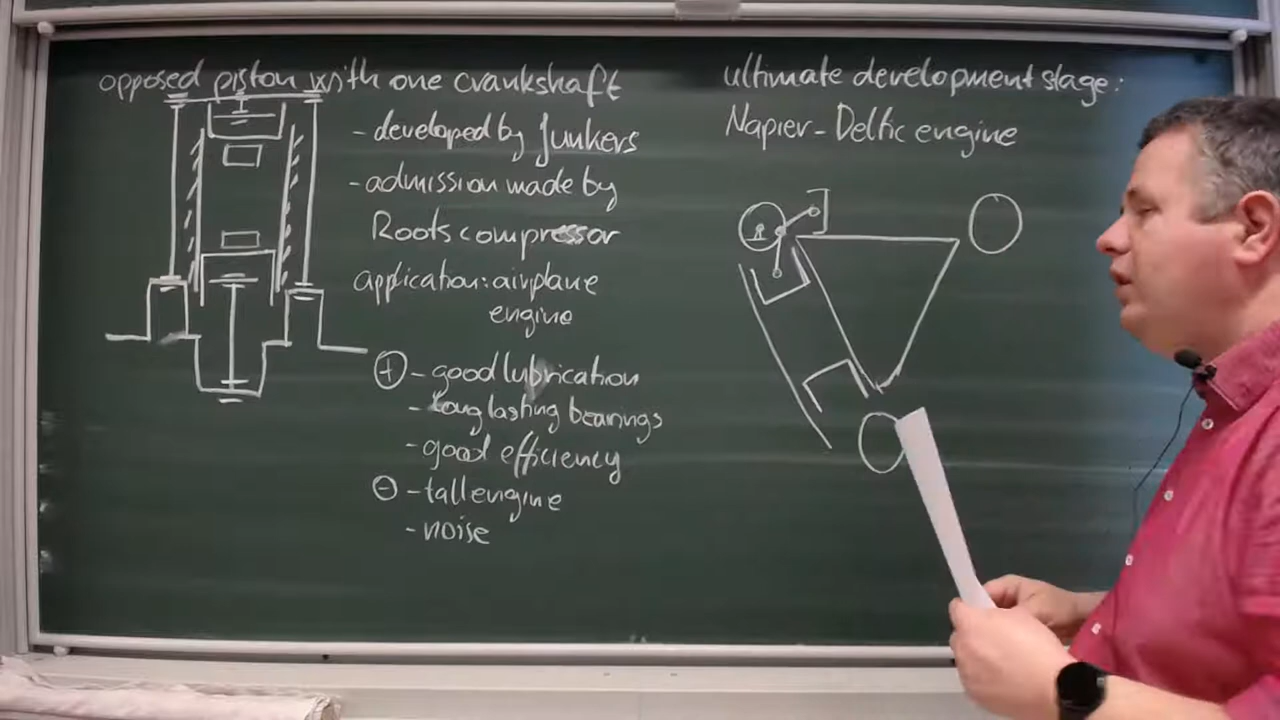 opposed piston with one crankshaft
- developed by Junkers
- admission made by
Roots compressor
application: airplane
engine
⊕ - good lubrication
- long lasting bearings
- good efficiency
⊖ - tall engine
- noise
ultimate development stage:
Napier - Deltic engine